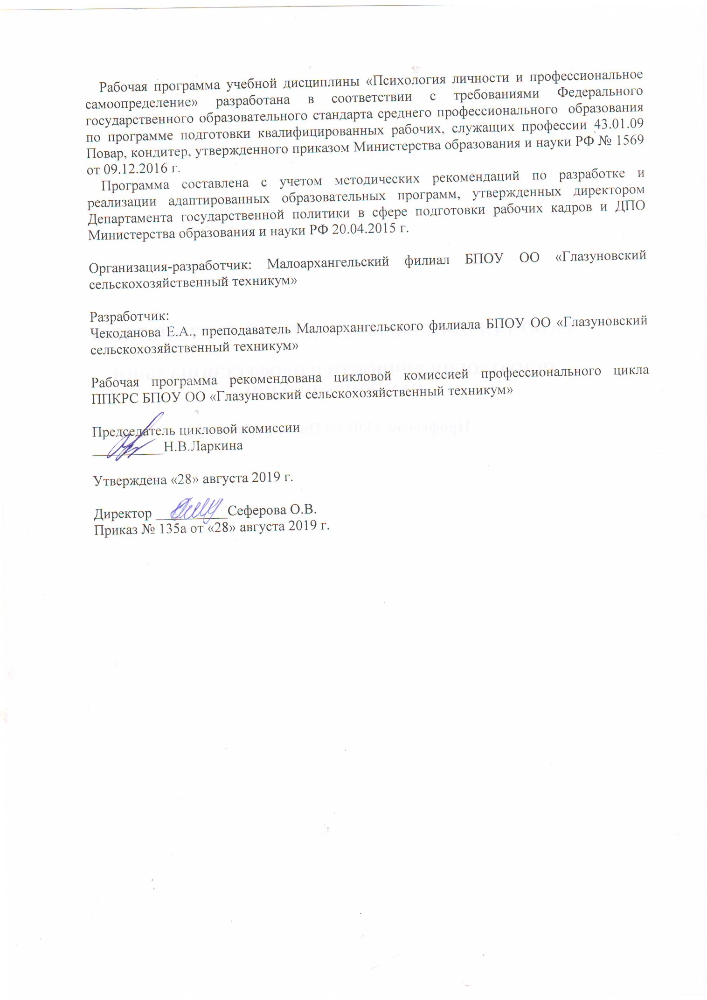 Рабочая программа учебной дисциплины «Психология личности и профессиональное
самоопределение» разработана в соответствии с требованиями Федерального
государственного образовательного стандарта среднего профессионального образования
по программе подготовки квалифицированных рабочих, служащих профессии 43.01.09
Повар, кондитер, утвержденного приказом Министерства образования и науки РФ № 1569
от 09.12.2016 г.
Программа составлена с учетом методических рекомендаций по разработке и
реализации адаптированных образовательных программ, утвержденных директором
Департамента государственной политики в сфере подготовки рабочих кадров и ДПО
Министерства образования и науки РФ 20.04.2015 г.
Организация-разработчик: Малоархангельский филиал БПОУ ОО «Глазуновский
сельскохозяйственный техникум»
Разработчик:
Чекоданова Е.А., преподаватель Малоархангельского филиала БПОУ ОО «Глазуновский
сельскохозяйственный техникум»
Рабочая программа рекомендована цикловой комиссией профессионального цикла
ППКРС БПОУ ОО «Глазуновский сельскохозяйственный техникум»
Председатель цикловой комиссии
___________Н.В.Ларкина
Утверждена «28» августа 2019 г.
Директор ___________Сеферова О.В.
Приказ № 135а от «28» августа 2019 г.